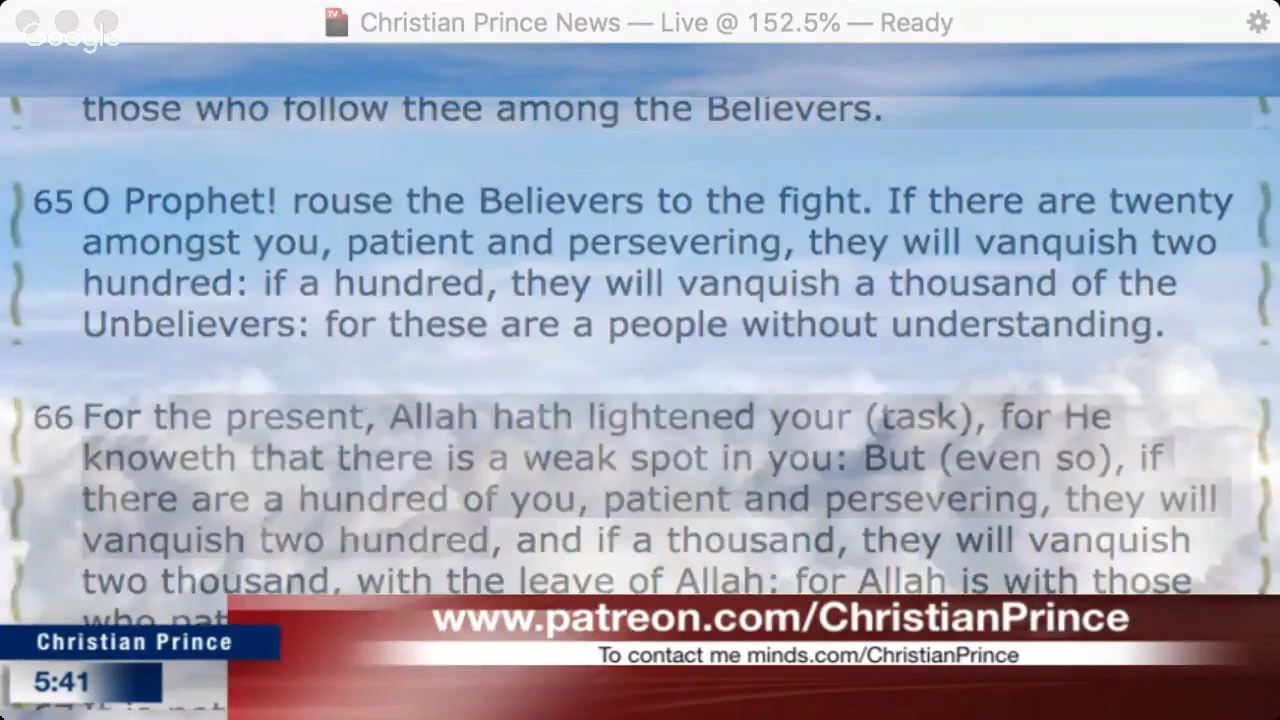 Christian Prince News — Live @ 152.5% — Ready
Google
those who follow thee among the Believers.
65 O Prophet! rouse the Believers to the fight. If there are twenty
amongst you, patient and persevering, they will vanquish two
hundred: if a hundred, they will vanquish a thousand of the
Unbelievers: for these are a people without understanding.
66 For the present, Allah hath lightened your (task), for He
knoweth that there is a weak spot in you: But (even so), if
there are a hundred of you, patient and persevering, they will
vanquish two hundred, and if a thousand, they will vanquish
two thousand, with the leave of Allah: for Allah is with those
who pat
www.patreon.com/ChristianPrince
Christian Prince
To contact me minds.com/ChristianPrince
5:41